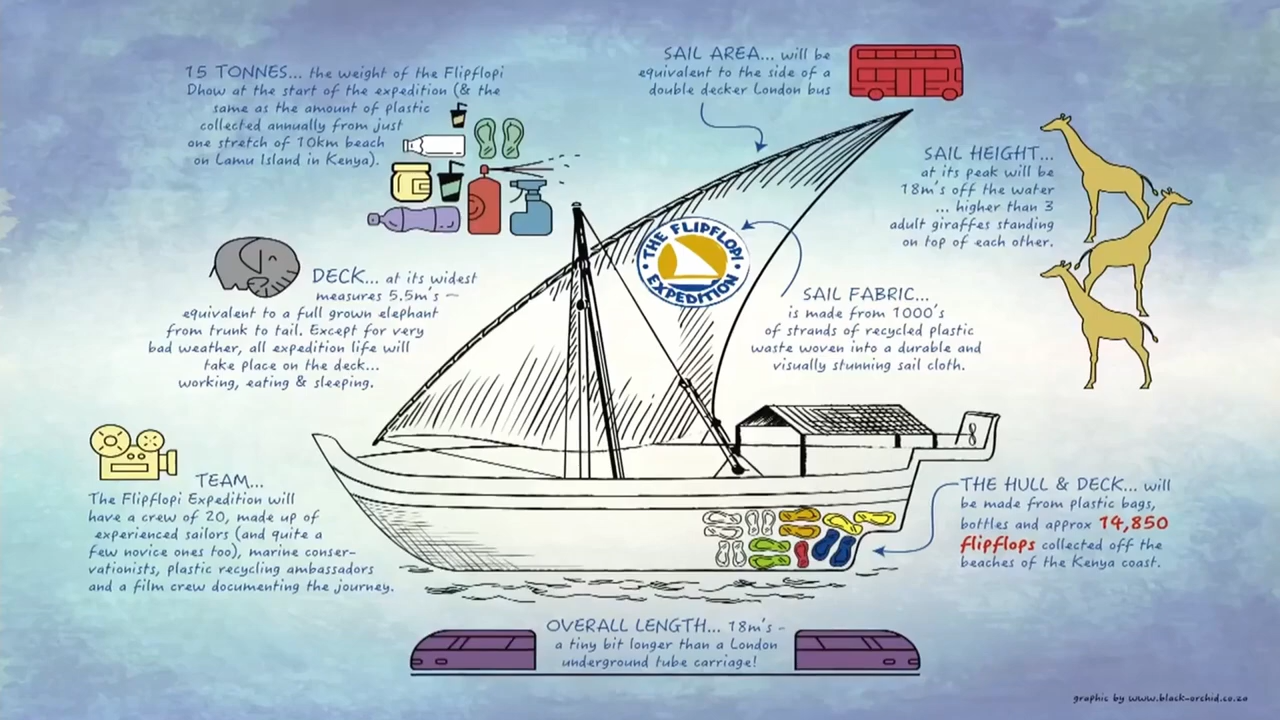 15 TONNES... the weight of the Flipflopi
Dhow at the start of the expedition (& the
same as the amount of plastic
collected annually from just
one stretch of 10km beach
on Lamu Island in Kenya).
SAIL AREA... will be
equivalent to the side of a
double decker London bus
SAIL HEIGHT...
at its peak will be
18m's off the water
... higher than 3
adult giraffes standing
on top of each other.
THE FLIPFLOPI
EXPEDITION
DECK... at its widest
measures 5.5m's –
equivalent to a full grown elephant
from trunk to tail. Except for very
bad weather, all expedition life will
take place on the deck...
working, eating & sleeping.
SAIL FABRIC...
is made from 1000's
of strands of recycled plastic
waste woven into a durable and
visually stunning sail cloth.
TEAM...
The Flipflopi Expedition will
have a crew of 20, made up of
experienced sailors (and quite a
few novice ones too), marine conser-
vationists, plastic recycling ambassadors
and a film crew documenting the journey.
THE HULL & DECK... will
be made from plastic bags,
bottles and approx 14,850
flipflops collected off the
beaches of the Kenya coast.
OVERALL LENGTH... 18m's –
a tiny bit longer than a London
underground tube carriage!
graphic by www.black-orchid.co.za